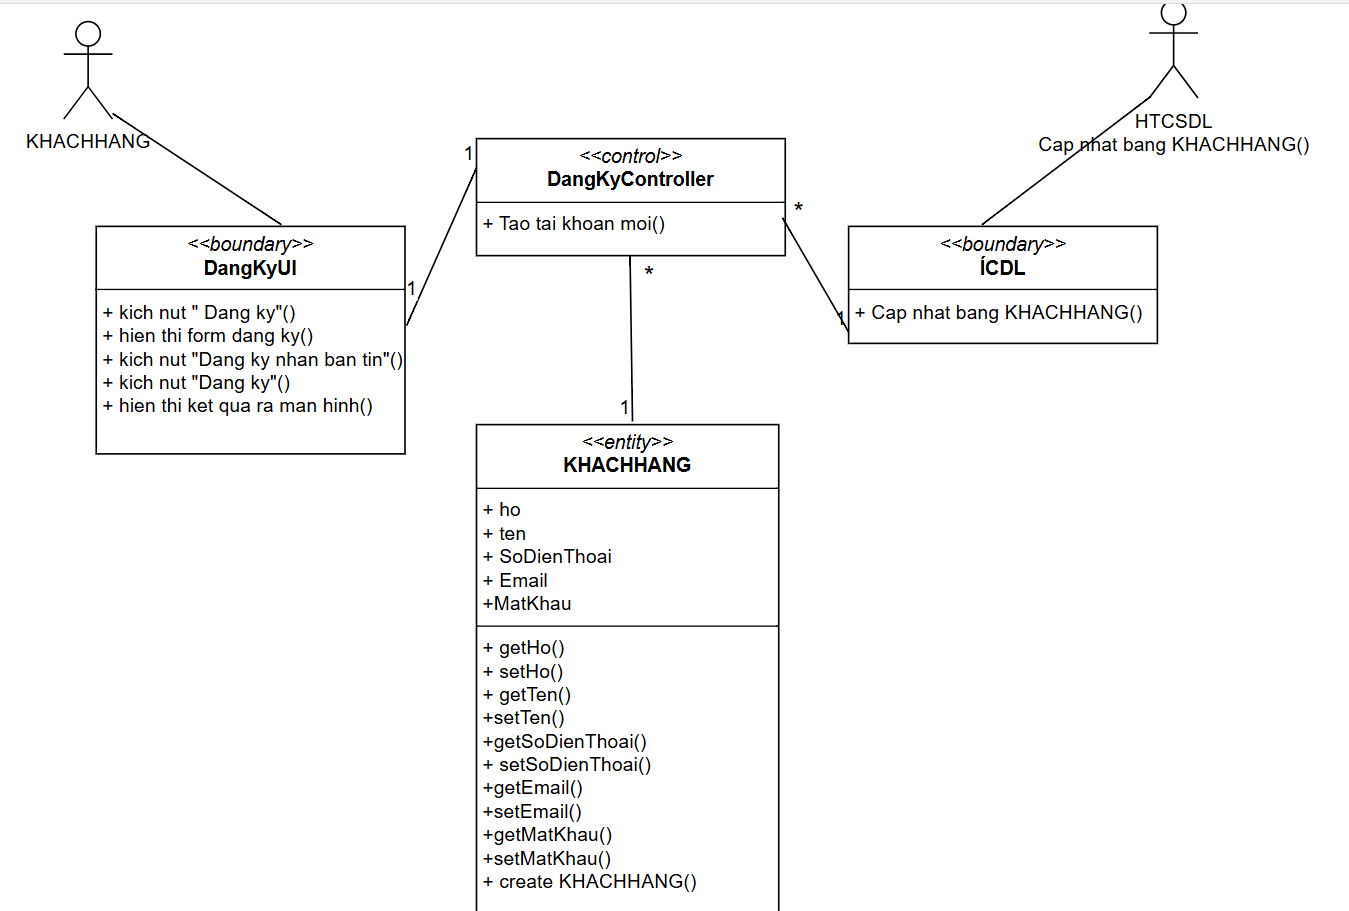 KHACHHANG
HTCSDL
Cap nhat bang KHACHHANG()
1
<<control>>
DangKyController
+ Tao tai khoan moi()
*
*
<<boundary>>
DangKyUI
+ kich nut " Dang ky"()
+ hien thi form dang ky()
+ kich nut "Dang ky nhan ban tin"()
+ kich nut "Dang ky"()
+ hien thi ket qua ra man hinh()
1
<<boundary>>
ÍCDL
+ Cap nhat bang KHACHHANG()
1
1
<<entity>>
KHACHHANG
+ ho
+ ten
+ SoDienThoai
+ Email
+MatKhau
+ getHo()
+ setHo()
+ getTen()
+setTen()
+getSoDienThoai()
+ setSoDienThoai()
+getEmail()
+setEmail()
+getMatKhau()
+setMatKhau()
+ create KHACHHANG()